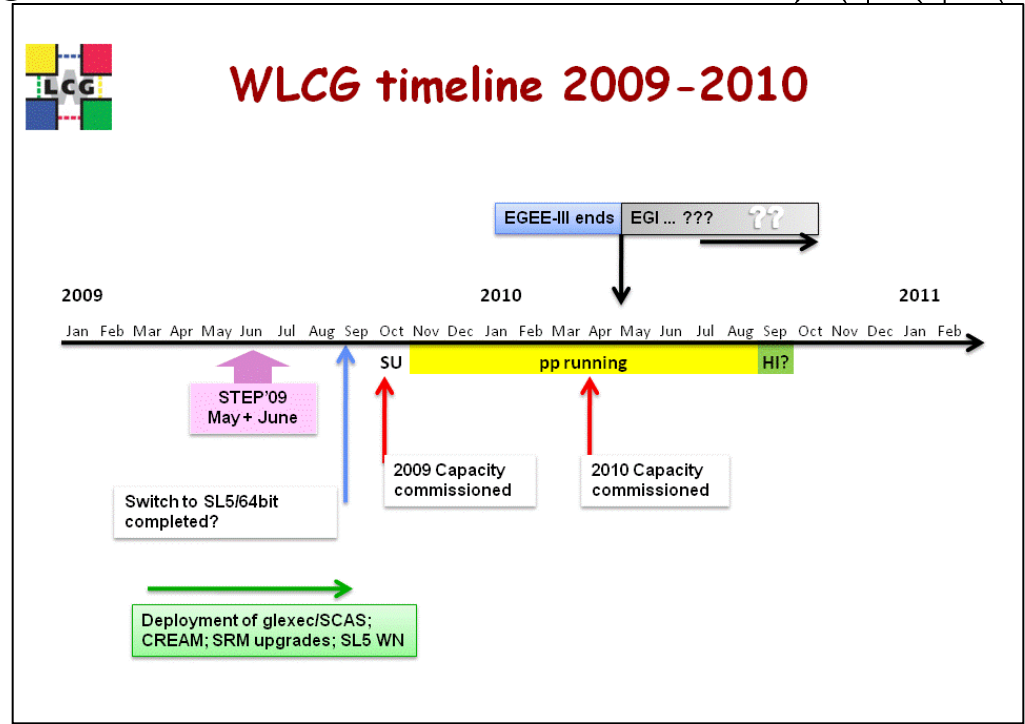 LCG
WLCG timeline 2009-2010
EGEE-III ends EGI ... ??? ??
2009 2010 2011
Jan Feb Mar Apr May Jun Jul Aug Sep Oct Nov Dec Jan Feb Mar Apr May Jun Jul Aug Sep Oct Nov Dec Jan Feb
SU pp running HI?
STEP'09
May + June
2009 Capacity
commissioned
2010 Capacity
commissioned
Switch to SL5/64bit
completed?
Deployment of glexec/SCAS;
CREAM; SRM upgrades; SL5 WN